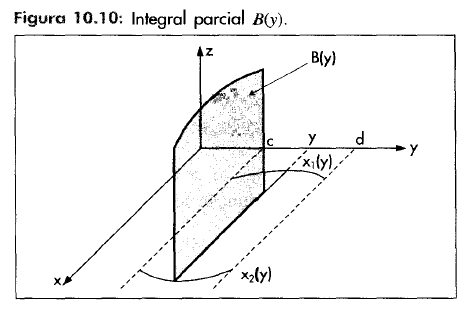 Figura 10.10: Integral parcial B(y).
z
B(y)
c
y
d
y
x₁(y)
x
x₂(y)